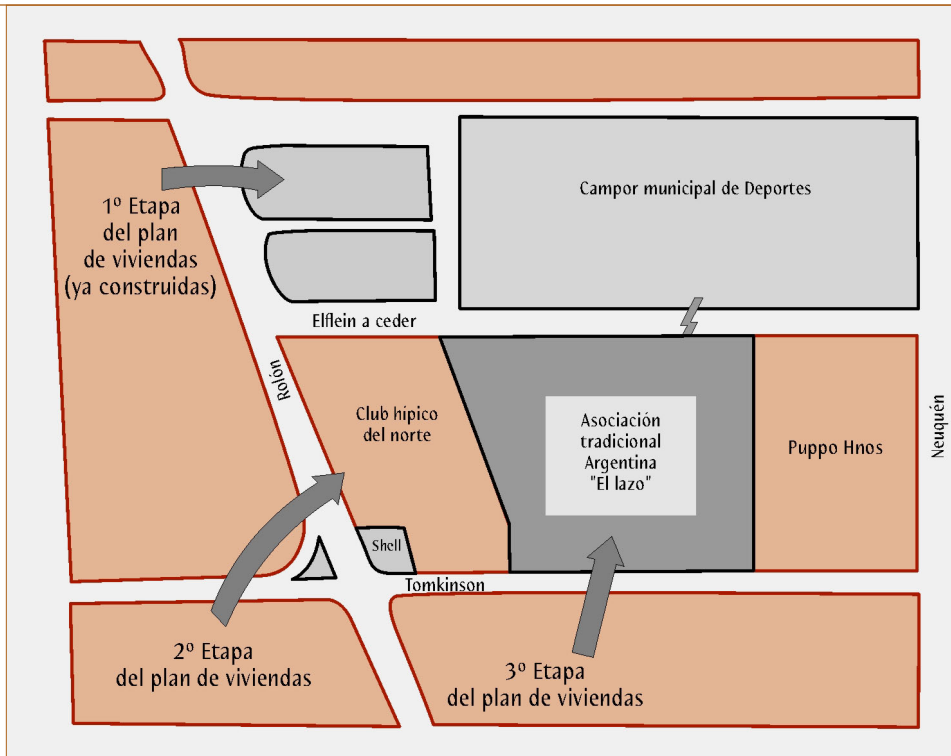 Campor municipal de Deportes
1º Etapa
del plan
de viviendas
(ya construidas)
Elflein a ceder
Rolón
Club hípico
del norte
Asociación
tradicional
Argentina
"El lazo"
Puppo Hnos
Neuquén
Shell
Tomkinson
2º Etapa
del plan de viviendas
3º Etapa
del plan de viviendas